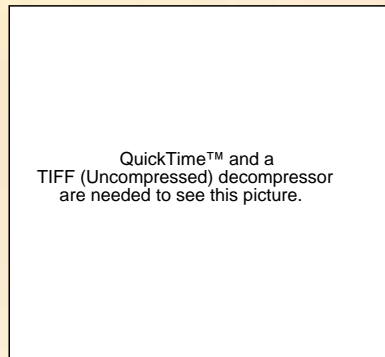 QuickTime™ and a
TIFF (Uncompressed) decompressor
are needed to see this picture.